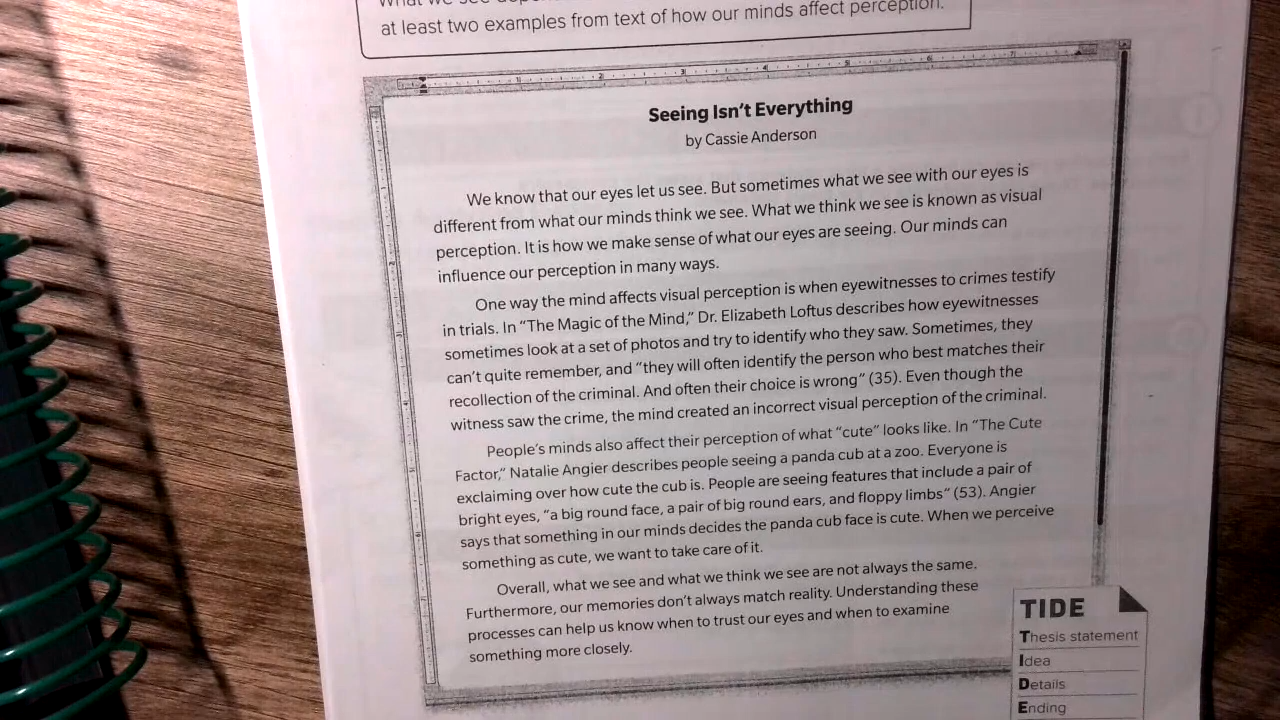 at least two examples from text of how our minds affect perception.
Seeing Isn't Everything
by Cassie Anderson
We know that our eyes let us see. But sometimes what we see with our eyes is
different from what our minds think we see. What we think we see is known as visual
perception. It is how we make sense of what our eyes are seeing. Our minds can
influence our perception in many ways.
One way the mind affects visual perception is when eyewitnesses to crimes testify
in trials. In “The Magic of the Mind,” Dr. Elizabeth Loftus describes how eyewitnesses
sometimes look at a set of photos and try to identify who they saw. Sometimes, they
can't quite remember, and “they will often identify the person who best matches their
recollection of the criminal. And often their choice is wrong” (35). Even though the
witness saw the crime, the mind created an incorrect visual perception of the criminal.
People's minds also affect their perception of what “cute” looks like. In “The Cute
Factor,” Natalie Angier describes people seeing a panda cub at a zoo. Everyone is
exclaiming over how cute the cub is. People are seeing features that include a pair of
bright eyes, “a big round face, a pair of big round ears, and floppy limbs” (53). Angier
says that something in our minds decides the panda cub face is cute. When we perceive
something as cute, we want to take care of it.
Overall, what we see and what we think we see are not always the same.
Furthermore, our memories don't always match reality. Understanding these
processes can help us know when to trust our eyes and when to examine
something more closely.
TIDE
Thesis statement
Idea
Details
Ending